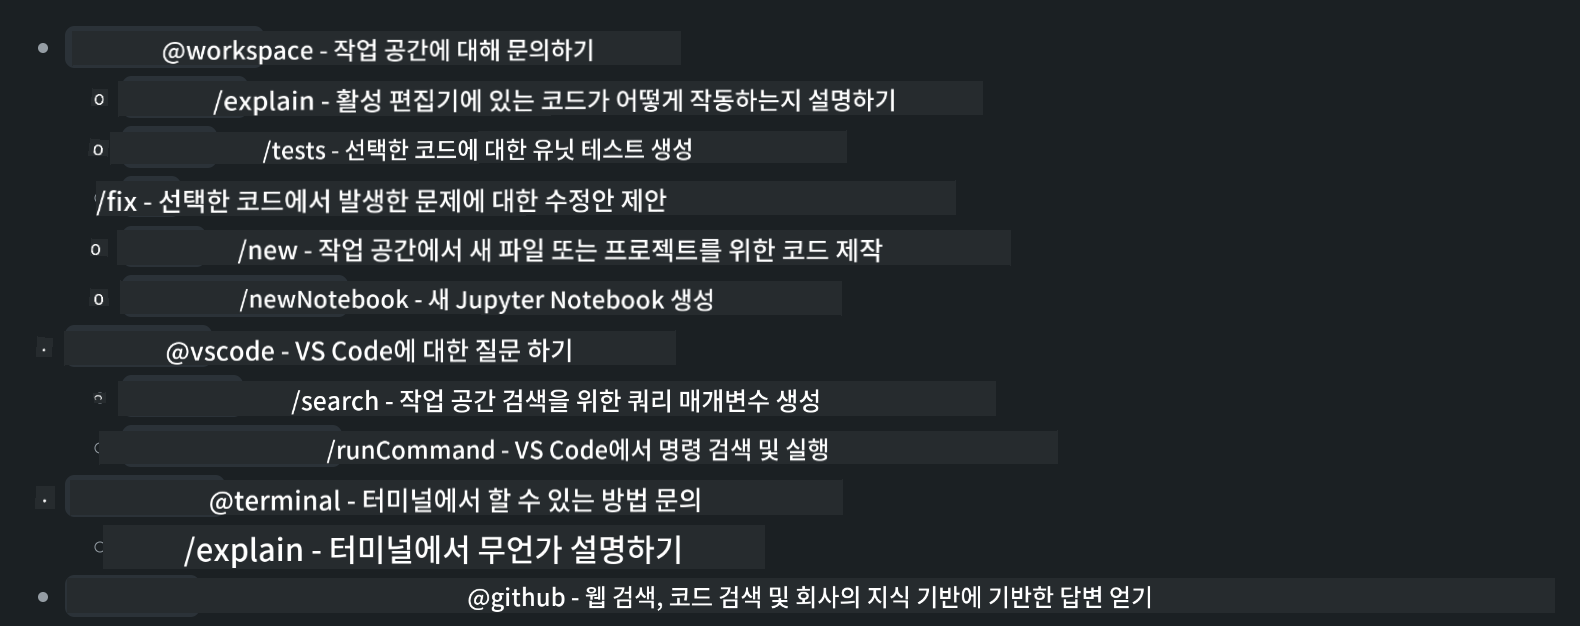 @workspace - 작업 공간에 대해 문의하기
/explain - 활성 편집기에 있는 코드가 어떻게 작동하는지 설명하기
/tests - 선택한 코드에 대한 유닛 테스트 생성
/fix - 선택한 코드에서 발생한 문제에 대한 수정안 제안
/new - 작업 공간에서 새 파일 또는 프로젝트를 위한 코드 제작
/newNotebook - 새 Jupyter Notebook 생성
@vscode - VS Code에 대한 질문 하기
/search - 작업 공간 검색을 위한 쿼리 매개변수 생성
/runCommand - VS Code에서 명령 검색 및 실행
@terminal - 터미널에서 할 수 있는 방법 문의
/explain - 터미널에서 무언가 설명하기
@github - 웹 검색, 코드 검색 및 회사의 지식 기반에 기반한 답변 얻기